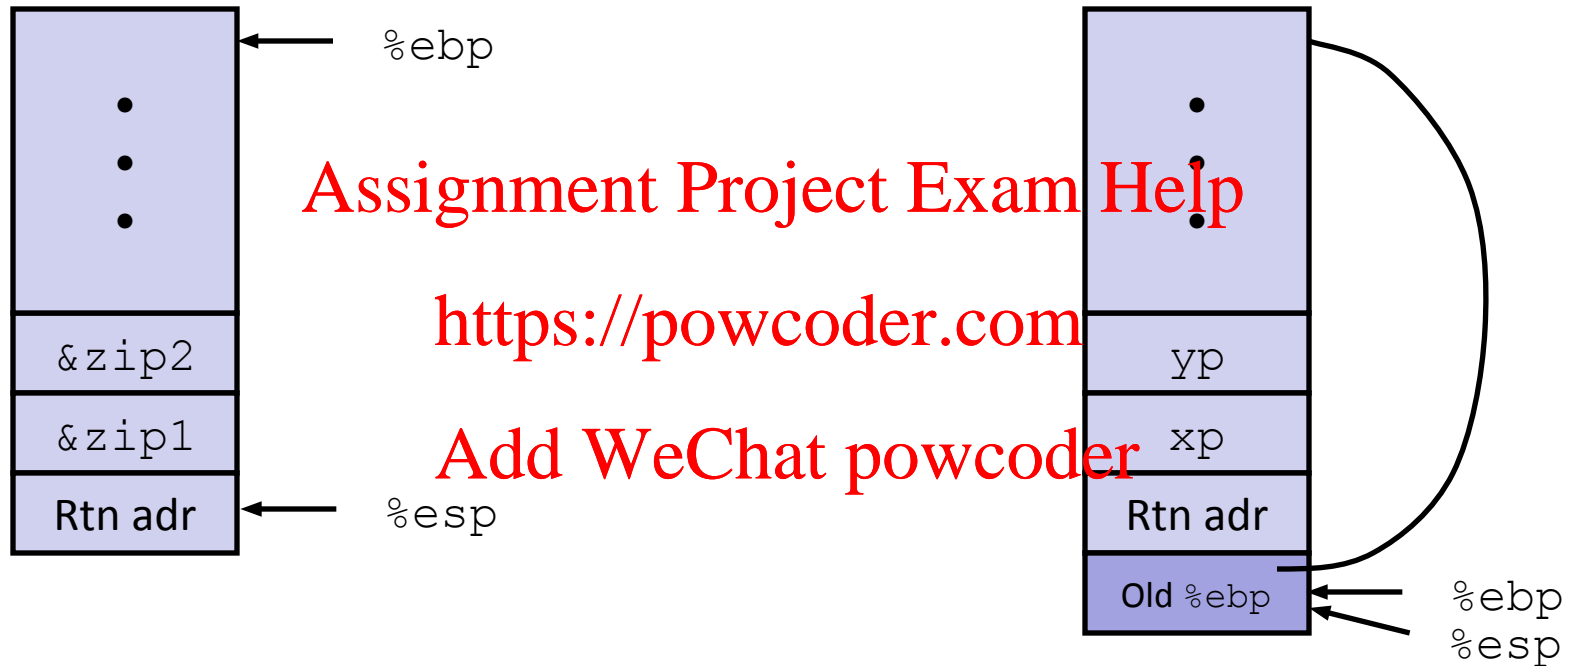 %ebp
Assignment Project Exam Help
https://powcoder.com
&zip2
yp
&zip1
Add WeChat powcoder
xp
Rtn adr
%esp
Rtn adr
Old %ebp
%ebp
%esp